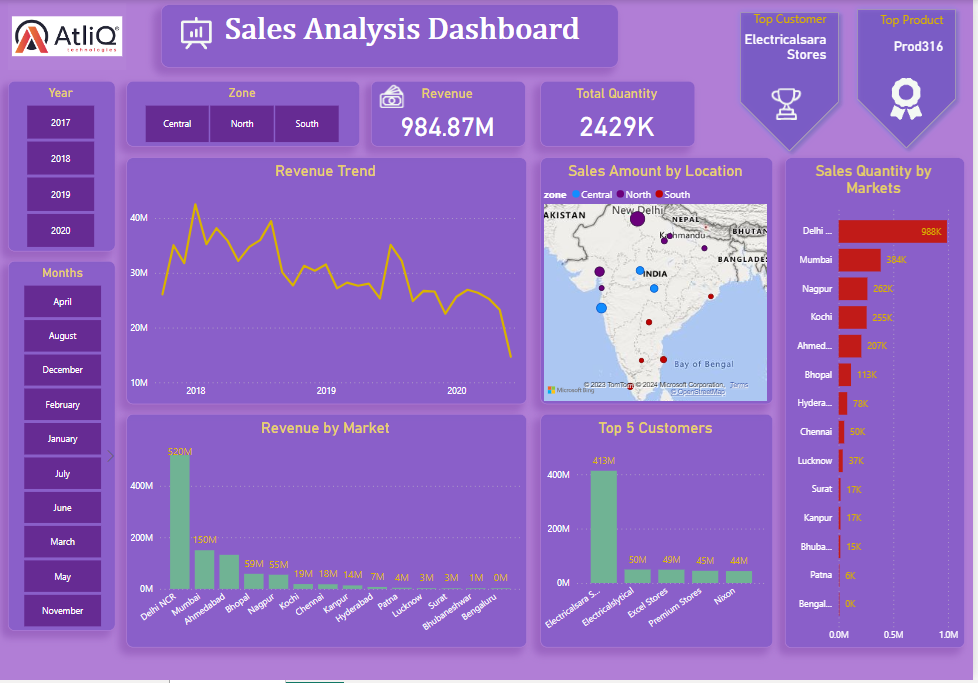 AtliQ
technologies
Sales Analysis Dashboard
Top Customer
Electricalsara
Stores
Top Product
Prod316
Year
2017
2018
2019
2020
Zone
Central
North
South
Revenue
984.87M
Total Quantity
2429K
Months
April
August
December
February
January
July
June
March
May
November
Revenue Trend
40M
30M
20M
10M
2018
2019
2020
Sales Amount by Location
zone Central North South
AKISTAN
New Delhi
NEPAL
Kathmandu
BHUTAN
BANGLADES
INDIA
Bay of Bengal
Microsoft Bing
© 2023 TomTom, © 2024 Microsoft Corporation, Terms
© OpenStreetMap
Sales Quantity by
Markets
Delhi ... 988K
Mumbai 384K
Nagpur 262K
Kochi 255K
Ahmed... 207K
Bhopal 113K
Hydera... 78K
Chennai 50K
Lucknow 37K
Surat 17K
Kanpur 17K
Bhuba... 15K
Patna 6K
Bengal... 0K
0.0M 0.5M 1.0M
Revenue by Market
400M
200M
0M
520M
150M
59M
55M
19M
18M
14M
7M
4M
3M
3M
1M
0M
Delhi NCR
Mumbai
Ahmedabad
Bhopal
Nagpur
Kochi
Chennai
Kanpur
Hyderabad
Patna
Lucknow
Surat
Bhubaneshwar
Bengaluru
Top 5 Customers
400M
200M
0M
413M
50M
49M
45M
44M
Electricalsara S...
Electricalslytical
Excel Stores
Premium Stores
Nixon